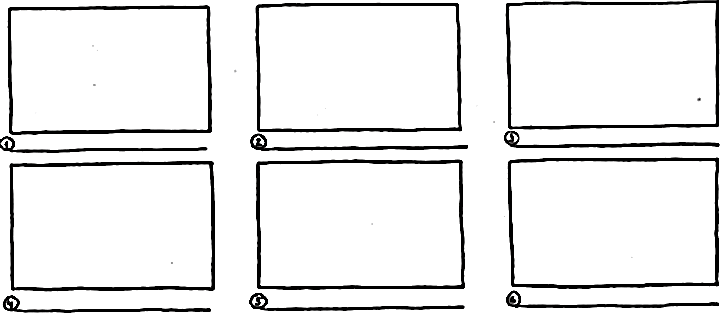 ① ② ③
④ ⑤ ⑥